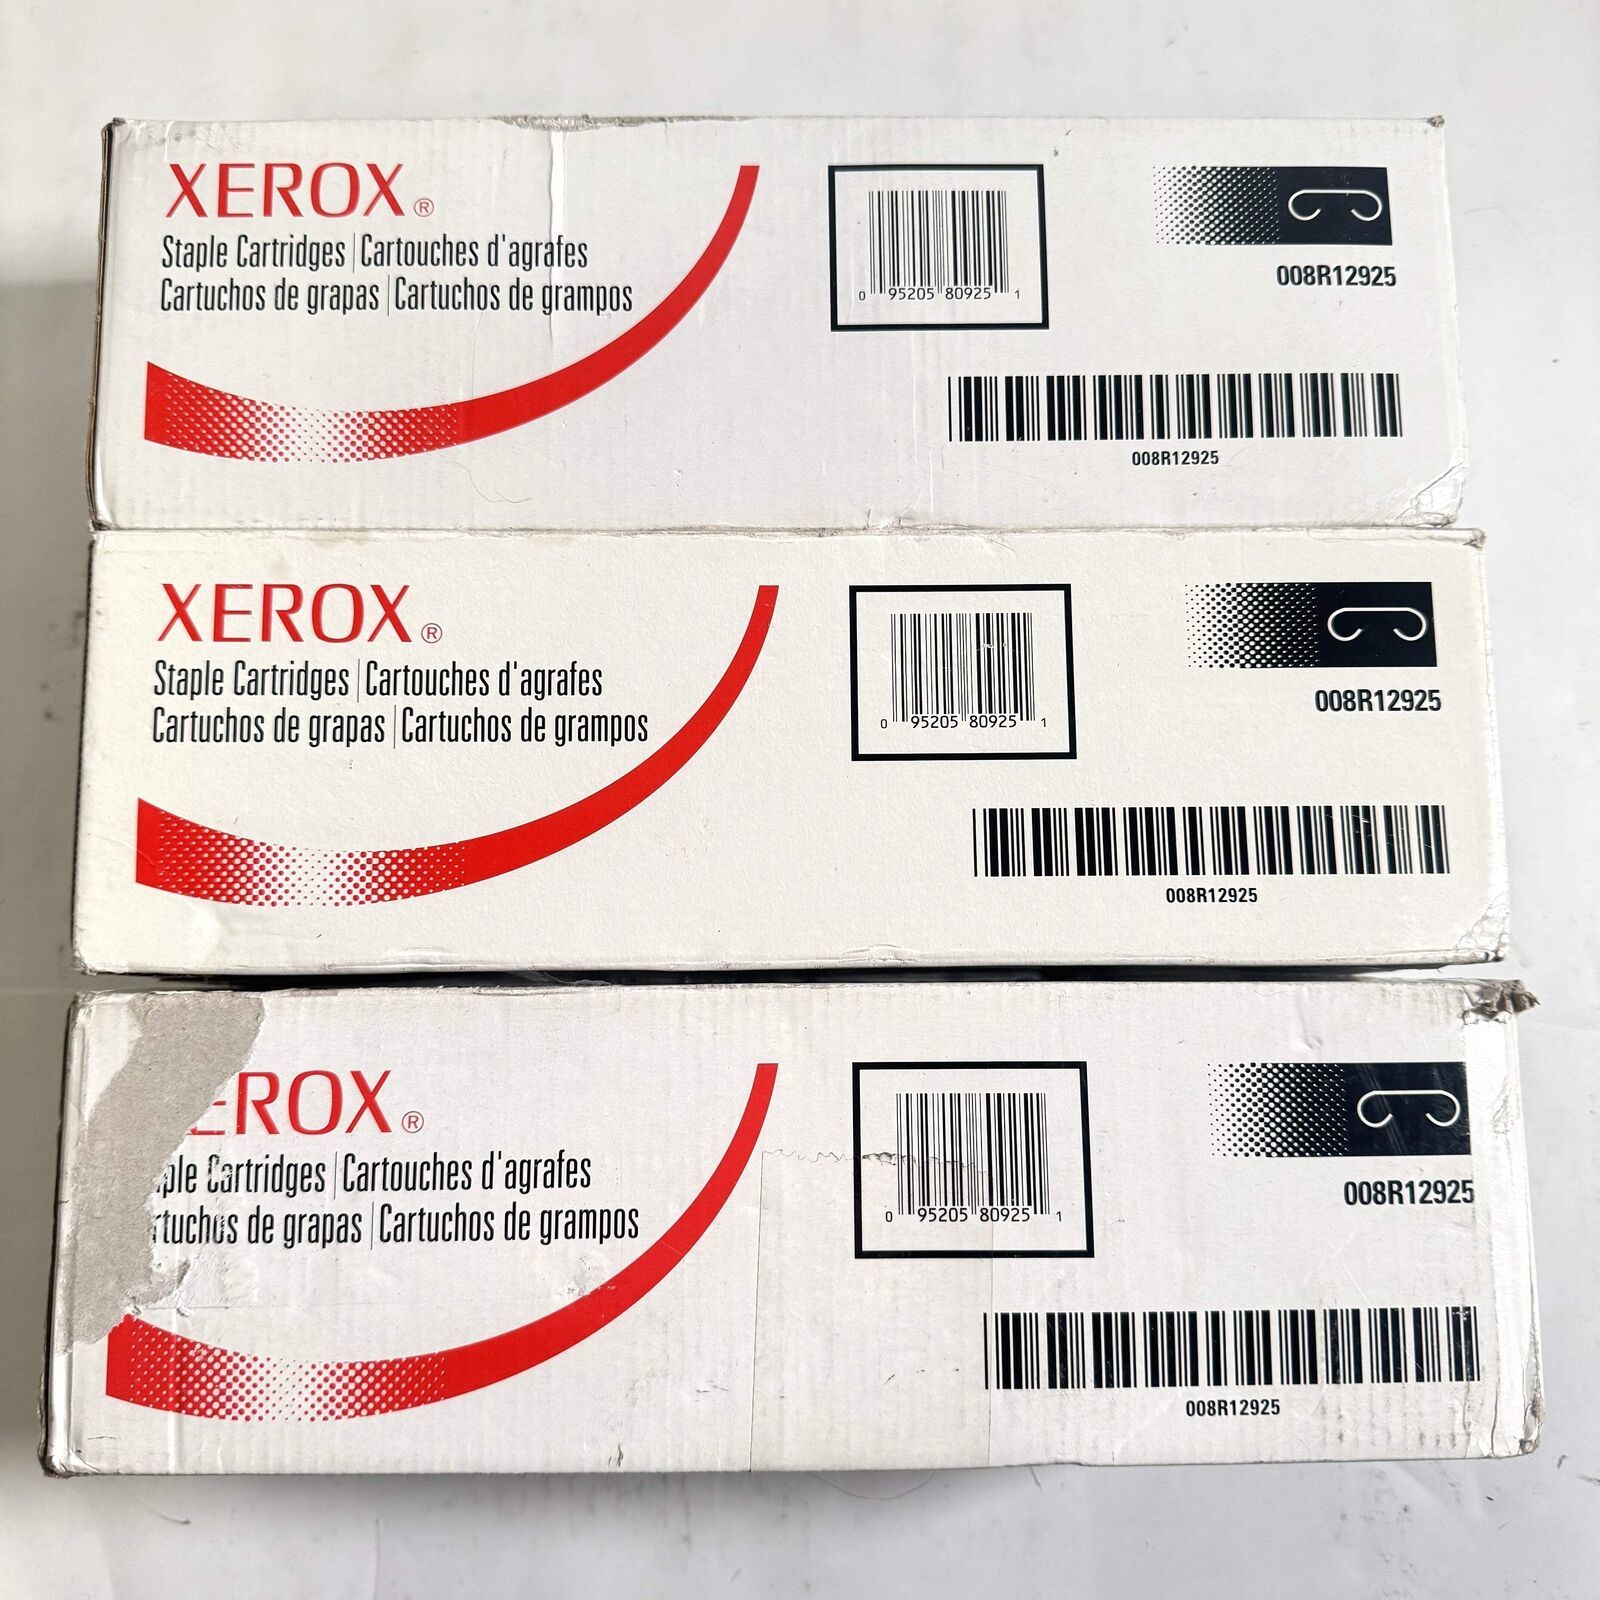 XEROX®
Staple Cartridges | Cartouches d'agrafes
Cartuchos de grapas | Cartuchos de grampos
0 95205 80925 1
008R12925
008R12925
XEROX®
Staple Cartridges | Cartouches d'agrafes
Cartuchos de grapas | Cartuchos de grampos
0 95205 80925 1
008R12925
008R12925
EROX®
ple Cartridges | Cartouches d'agrafes
rtuchos de grapas | Cartuchos de grampos
0 95205 80925 1
008R12925
008R12925